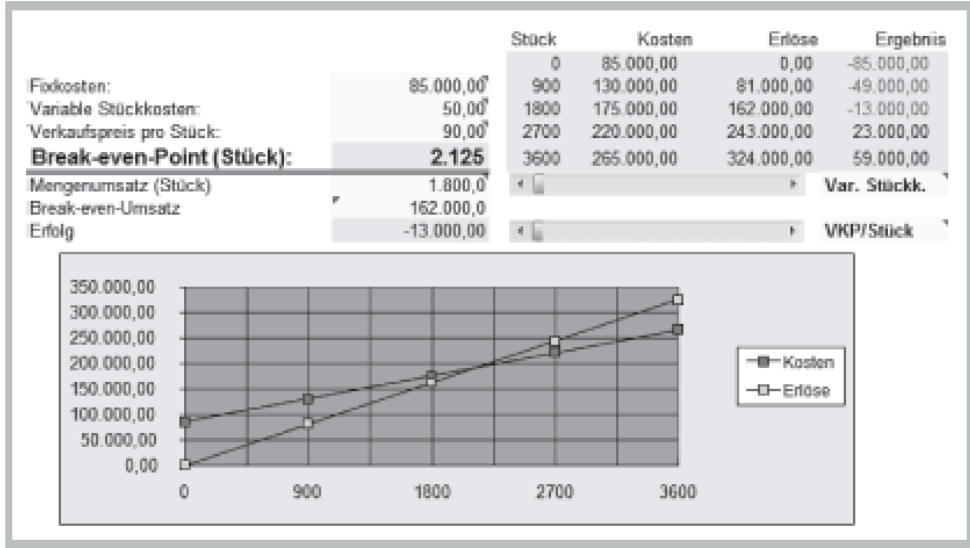 Stück Kosten Erlöse Ergebnis
0 85.000,00 0,00 -85.000,00
Fixkosten: 85.000,00 900 130.000,00 81.000,00 -49.000,00
Variable Stückkosten: 50,00 1800 175.000,00 162.000,00 -13.000,00
Verkaufspreis pro Stück: 90,00 2700 220.000,00 243.000,00 23.000,00
Break-even-Point (Stück): 2.125 3600 265.000,00 324.000,00 59.000,00
Mengenumsatz (Stück) 1.800,0 Var. Stückk.
Break-even-Umsatz 162.000,0
Erfolg -13.000,00 VKP/Stück
350.000,00
300.000,00
250.000,00
200.000,00
150.000,00
100.000,00
50.000,00
0,00
0 900 1800 2700 3600
Kosten
Erlöse